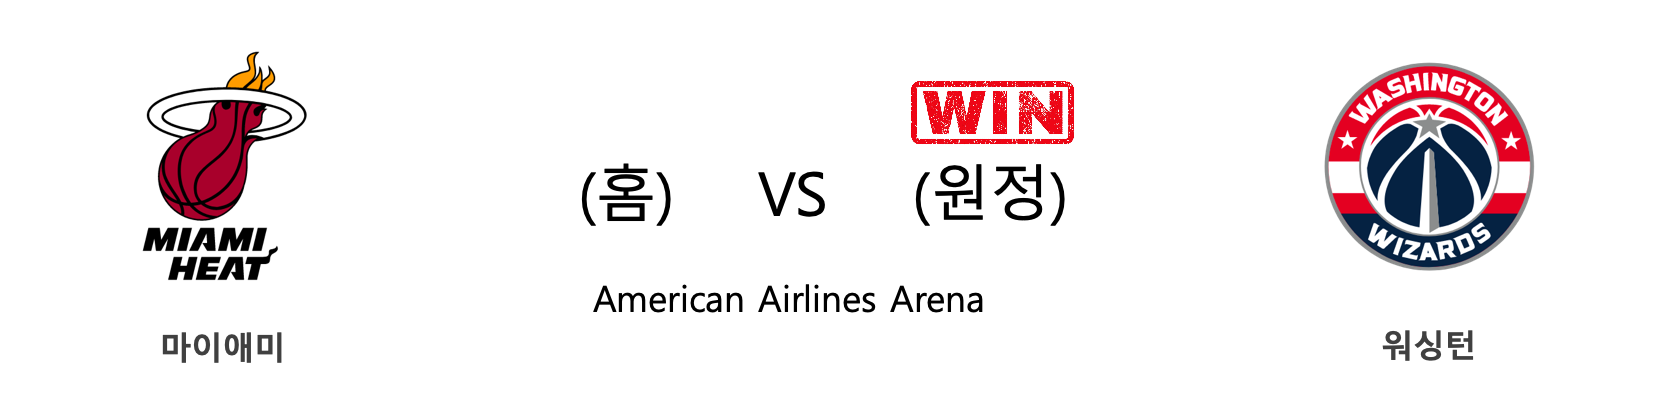 WIN
(홈) VS (원정)
American Airlines Arena
MIAMI
HEAT
마이애미
WASHINGTON
WIZARDS
워싱턴